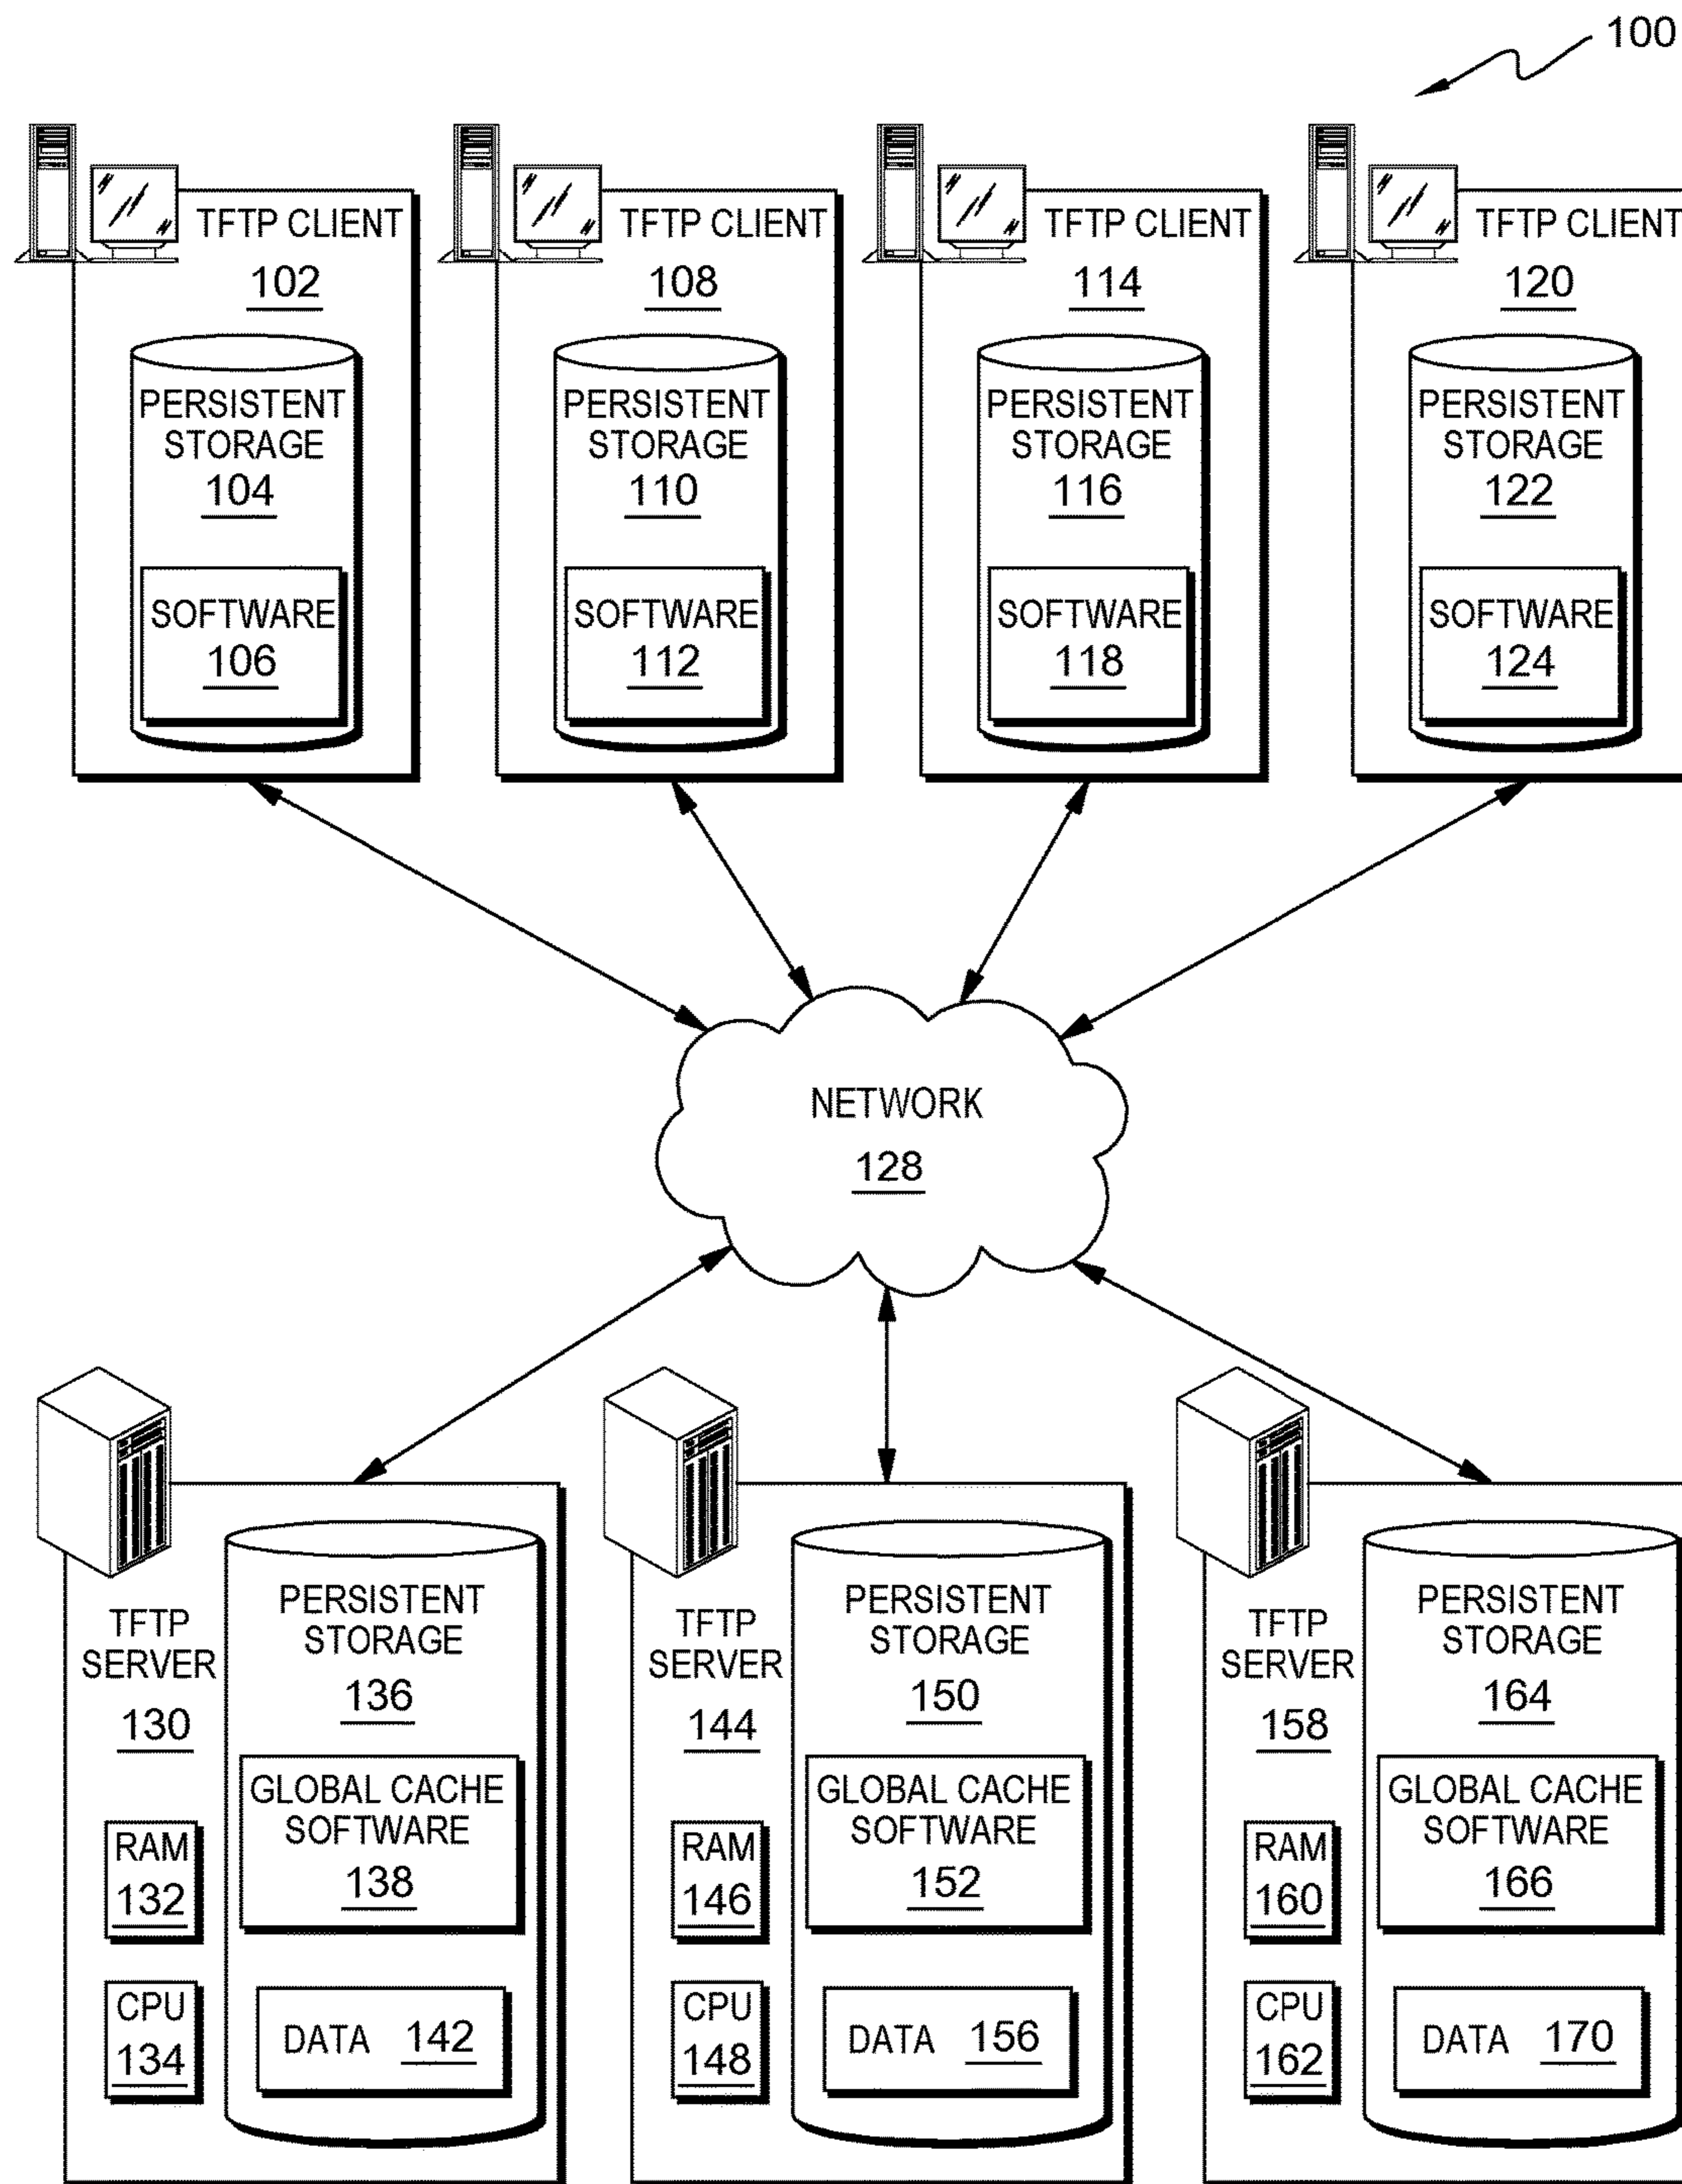 100
TFTP CLIENT
102
PERSISTENT
STORAGE
104
SOFTWARE
106
TFTP CLIENT
108
PERSISTENT
STORAGE
110
SOFTWARE
112
TFTP CLIENT
114
PERSISTENT
STORAGE
116
SOFTWARE
118
TFTP CLIENT
120
PERSISTENT
STORAGE
122
SOFTWARE
124
NETWORK
128
TFTP
SERVER
130
RAM
132
CPU
134
PERSISTENT
STORAGE
136
GLOBAL CACHE
SOFTWARE
138
DATA 142
TFTP
SERVER
144
RAM
146
CPU
148
PERSISTENT
STORAGE
150
GLOBAL CACHE
SOFTWARE
152
DATA 156
TFTP
SERVER
158
RAM
160
CPU
162
PERSISTENT
STORAGE
164
GLOBAL CACHE
SOFTWARE
166
DATA 170